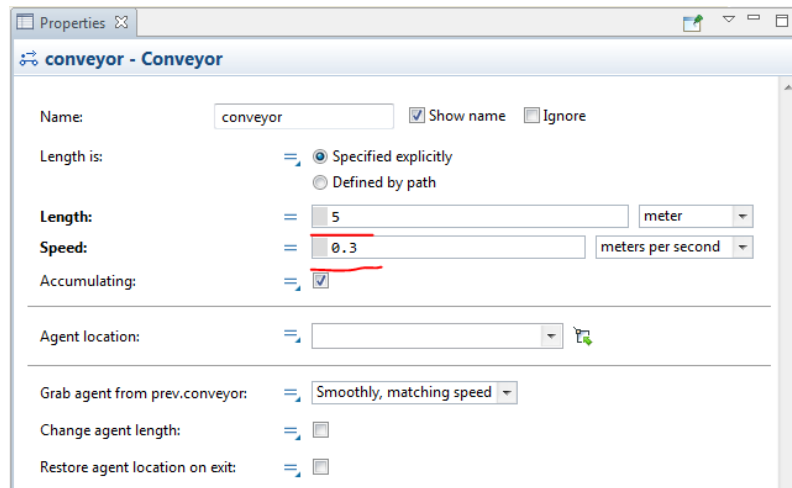 Properties
conveyor - Conveyor
Name: conveyor Show name Ignore
Length is: Specified explicitly
Defined by path
Length: 5 meter
Speed: 0.3 meters per second
Accumulating:
Agent location:
Grab agent from prev.conveyor: Smoothly, matching speed
Change agent length:
Restore agent location on exit: